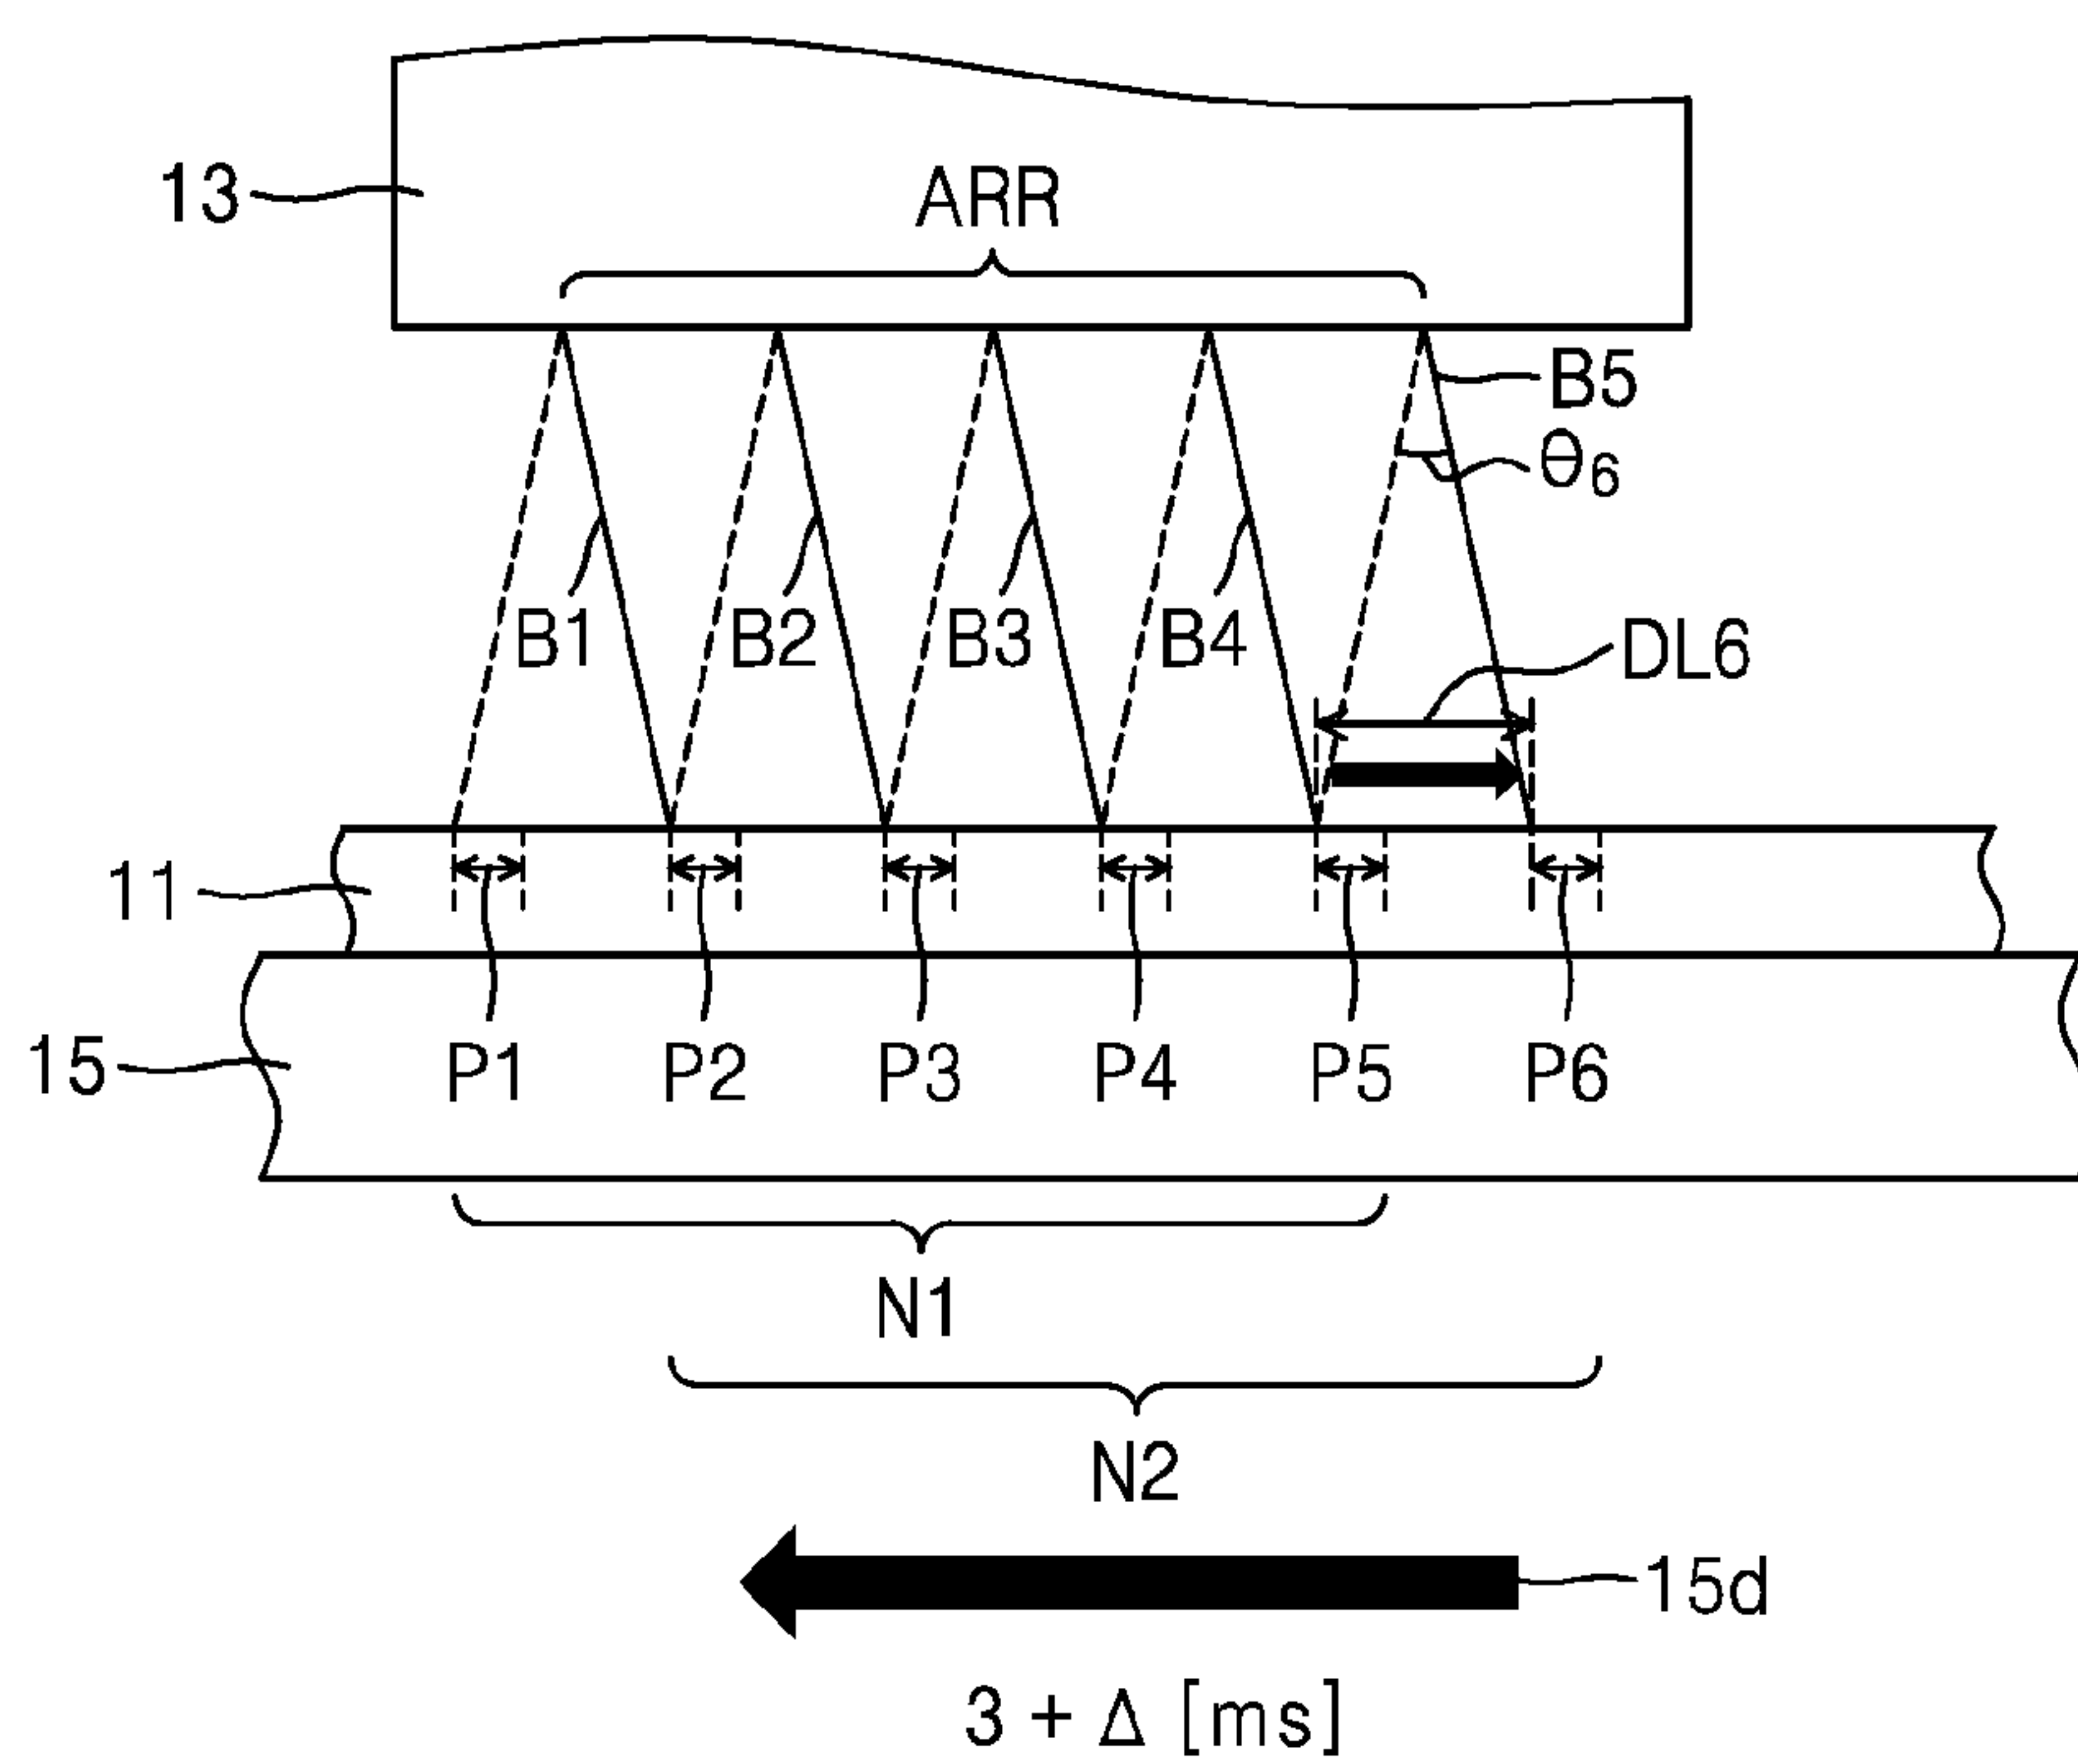 13
ARR
B5
θ6
B1 B2 B3 B4
DL6
11
15
P1 P2 P3 P4 P5 P6
N1
N2
15d
3 + Δ [ms]